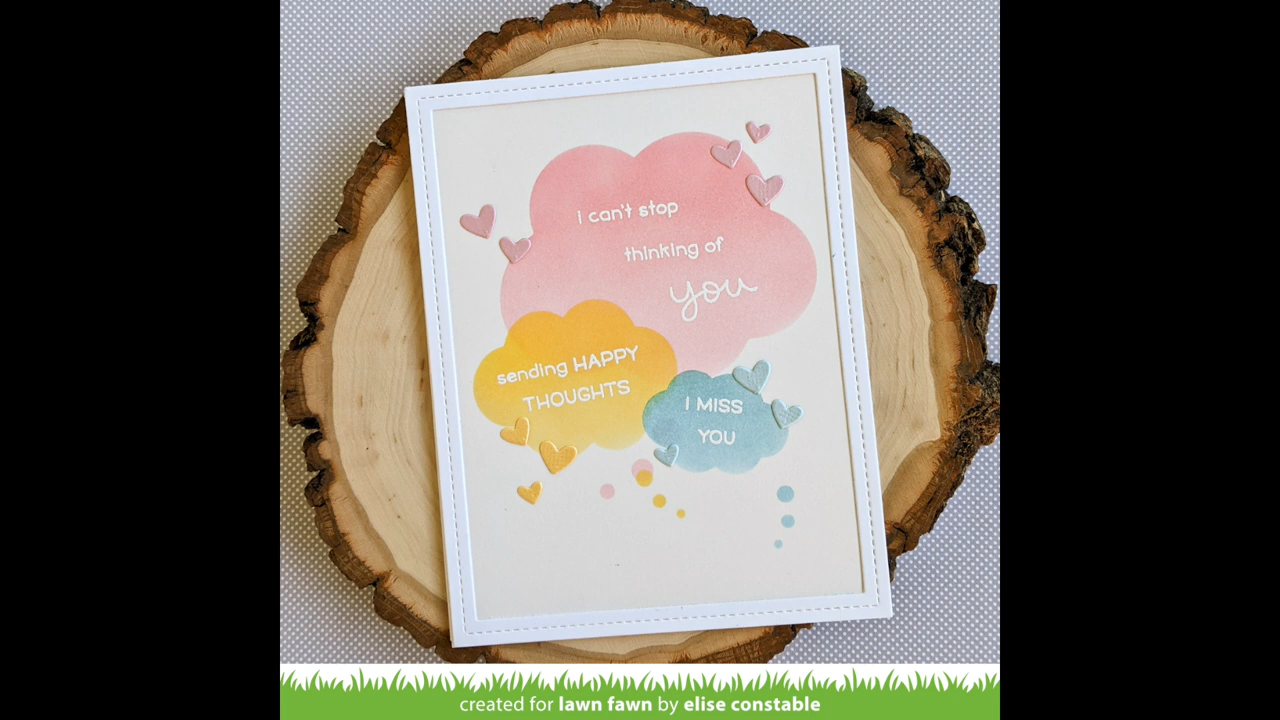 i can't stop
thinking of
you
sending HAPPY
THOUGHTS
I MISS
YOU
created for lawn fawn by elise constable